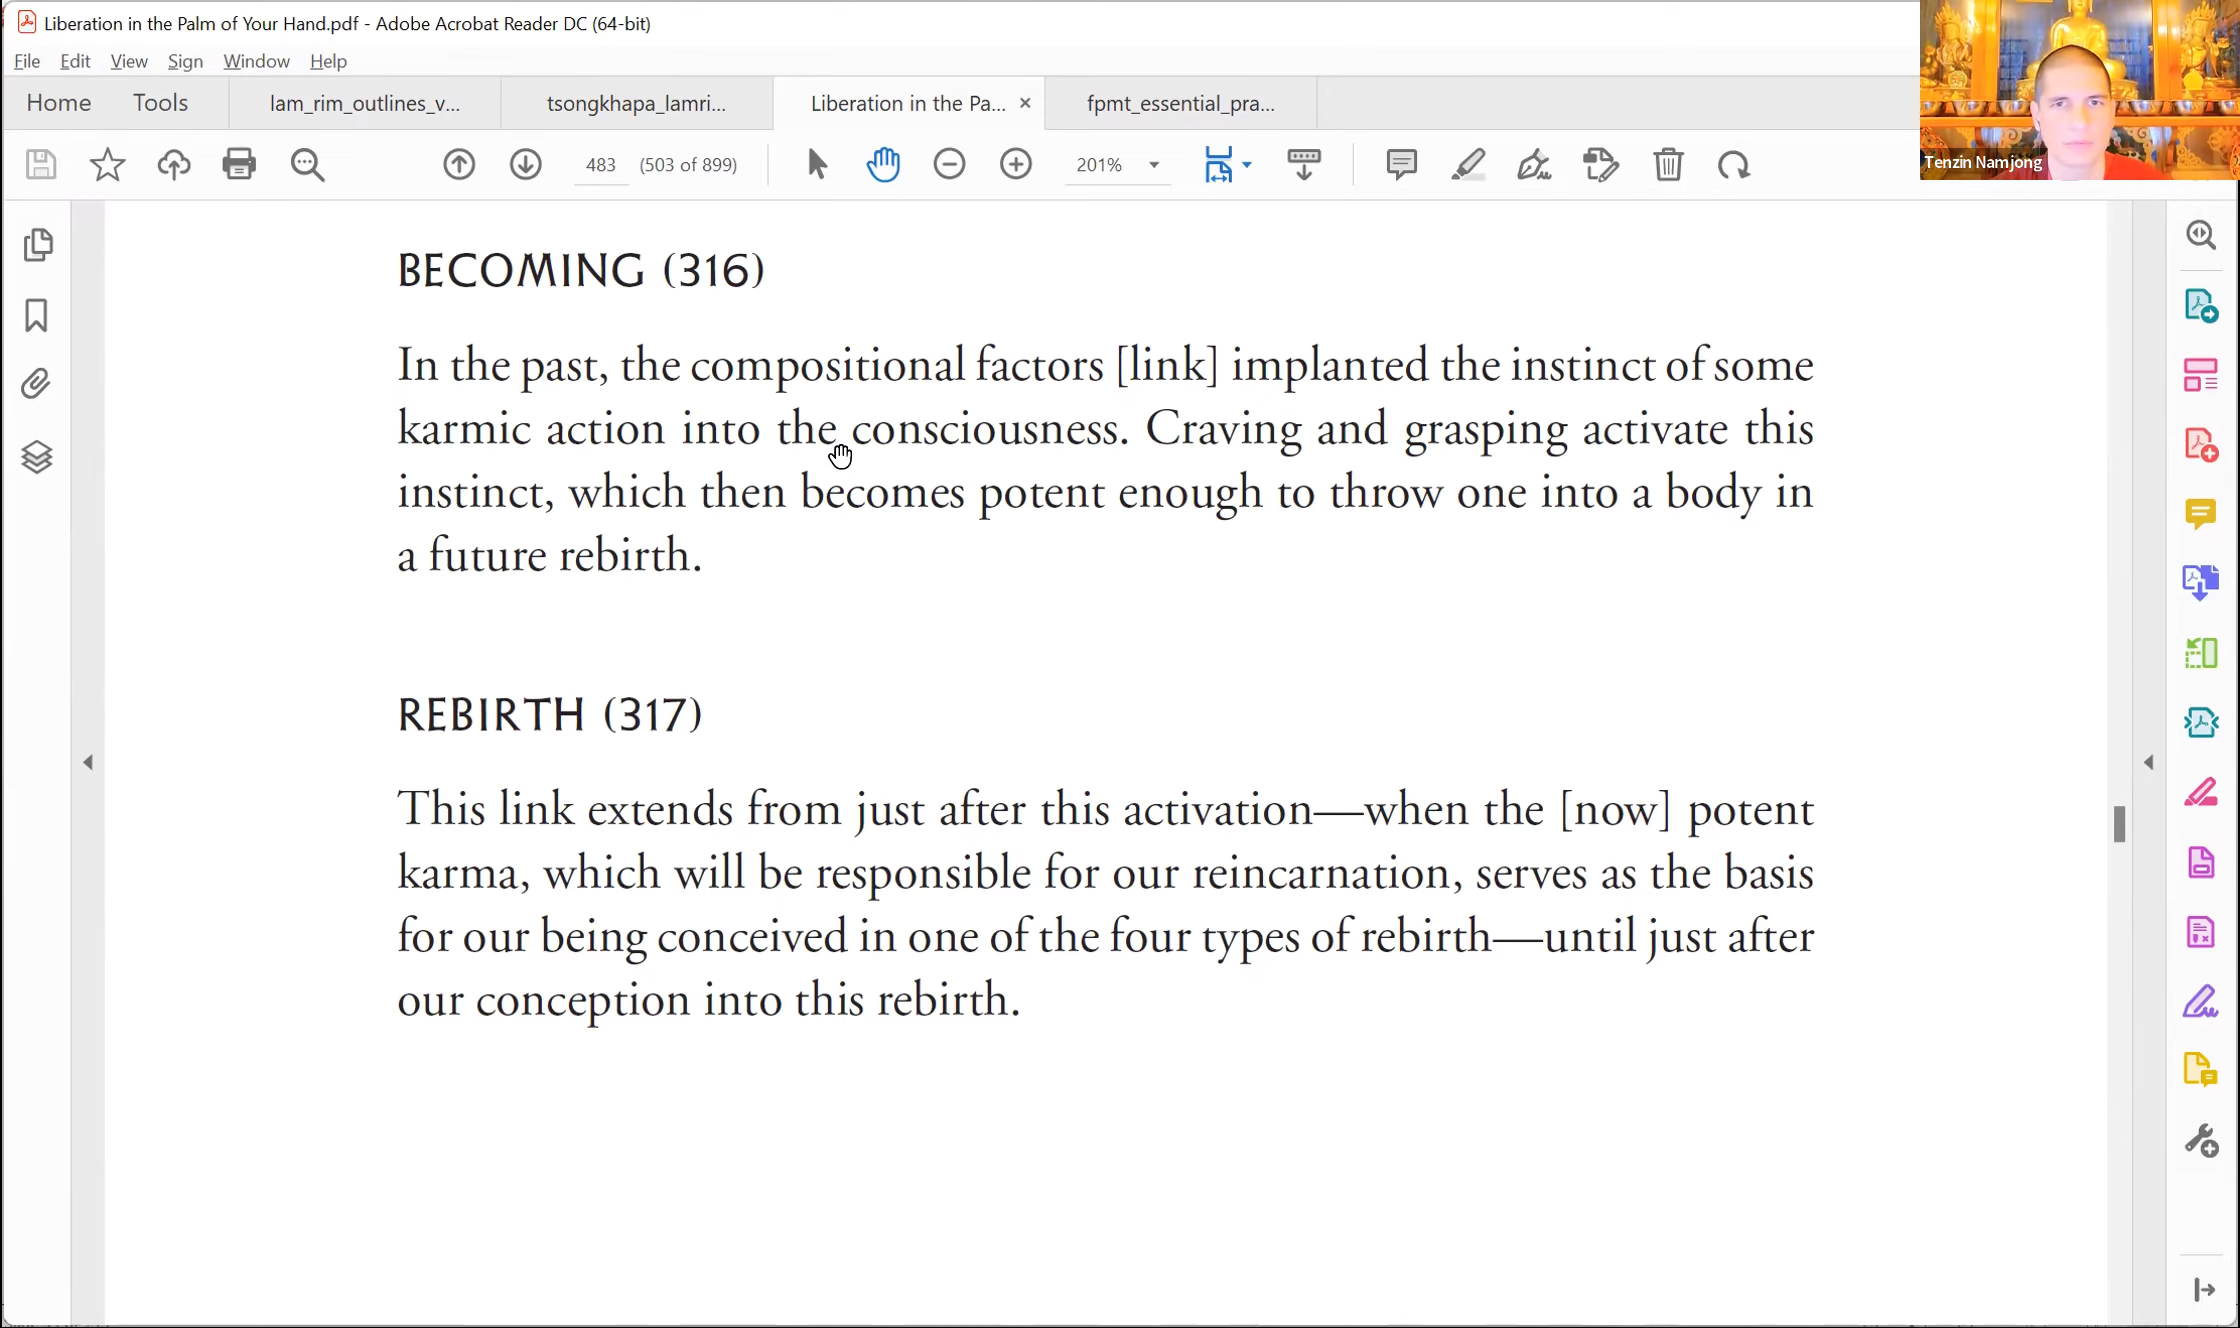 Liberation in the Palm of Your Hand.pdf - Adobe Acrobat Reader DC (64-bit)
File Edit View Sign Window Help
Home Tools lam_rim_outlines_v... tsongkhapa_lamri... Liberation in the Pa... × fpmt_essential_pra...
483 (503 of 899) 201%
Tenzin Namjong
BECOMING (316)
In the past, the compositional factors [link] implanted the instinct of some
karmic action into the consciousness. Craving and grasping activate this
instinct, which then becomes potent enough to throw one into a body in
a future rebirth.
REBIRTH (317)
This link extends from just after this activation—when the [now] potent
karma, which will be responsible for our reincarnation, serves as the basis
for our being conceived in one of the four types of rebirth—until just after
our conception into this rebirth.